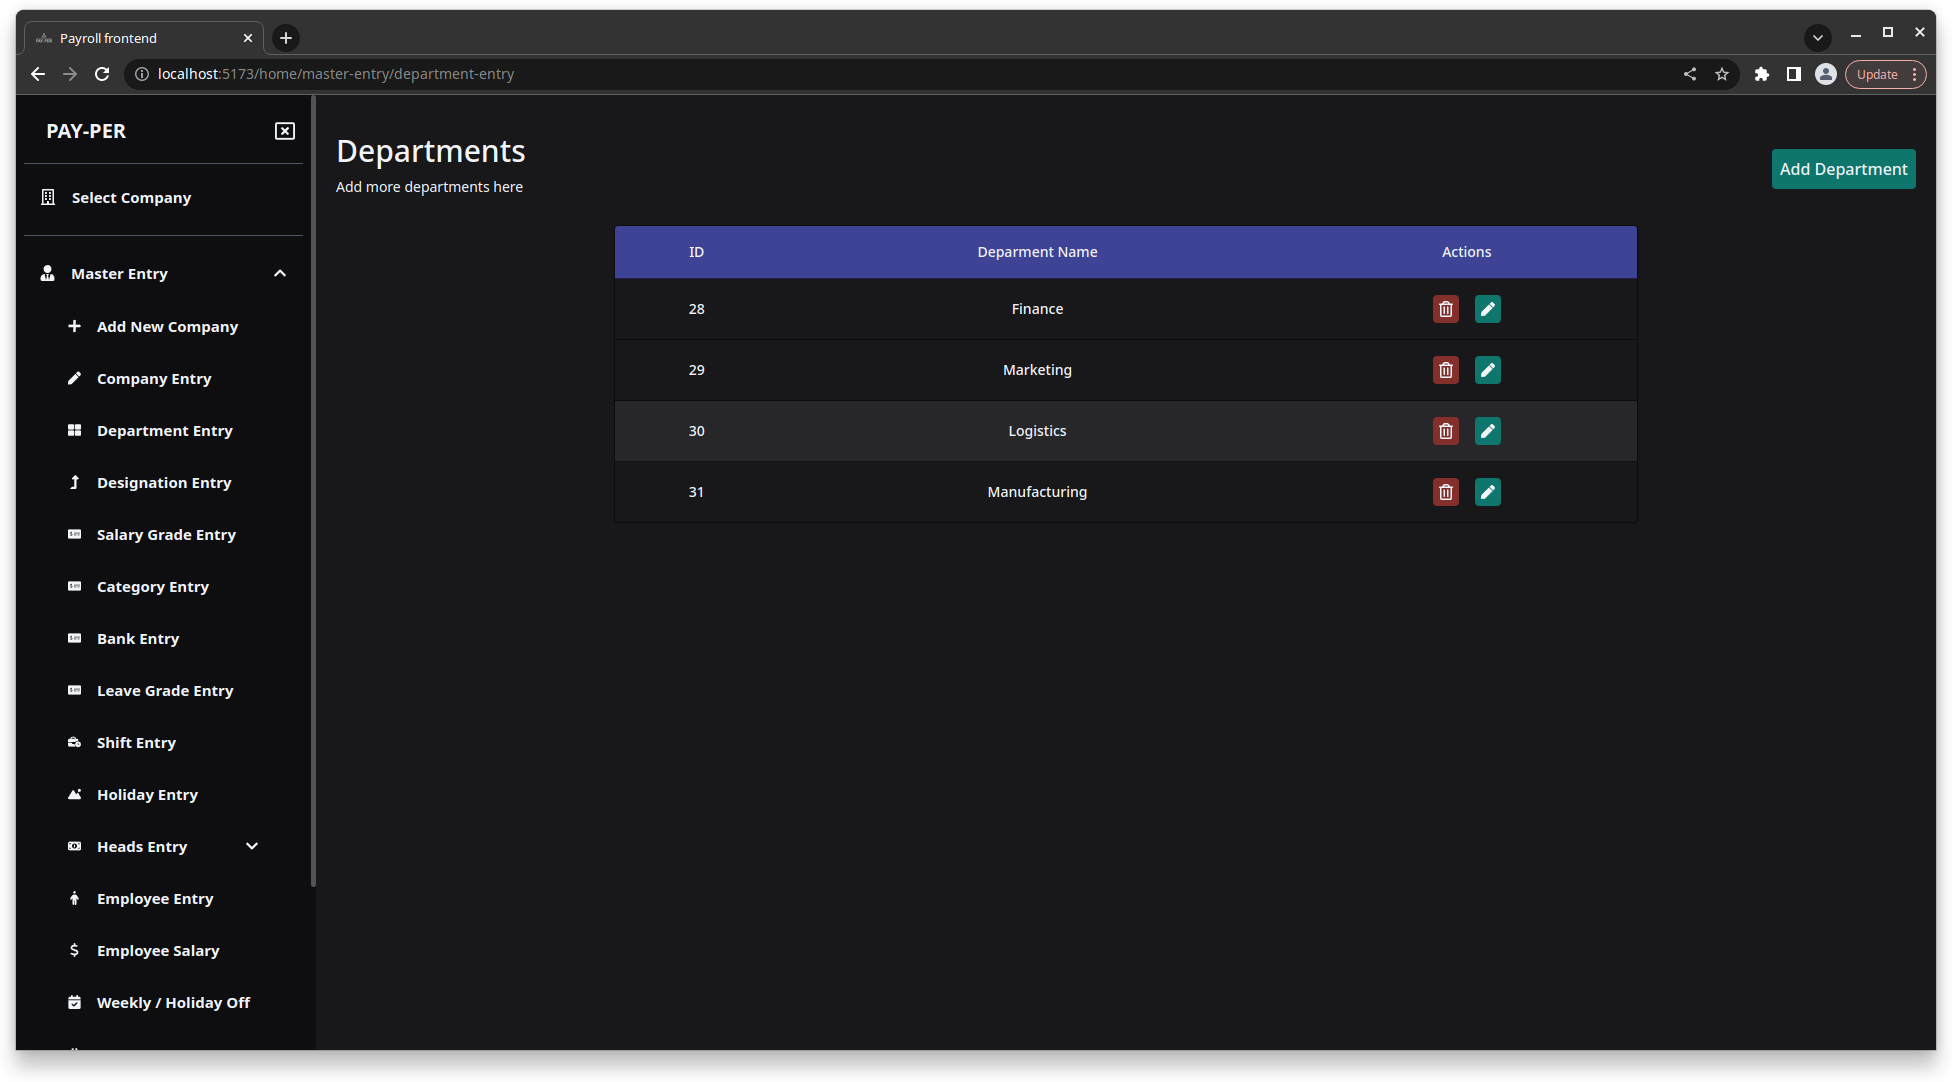 Payroll frontend
localhost:5173/home/master-entry/department-entry
Update
PAY-PER
Select Company
Master Entry
Add New Company
Company Entry
Department Entry
Designation Entry
Salary Grade Entry
Category Entry
Bank Entry
Leave Grade Entry
Shift Entry
Holiday Entry
Heads Entry
Employee Entry
Employee Salary
Weekly / Holiday Off
Departments
Add more departments here
Add Department
ID Deparment Name Actions
28 Finance
29 Marketing
30 Logistics
31 Manufacturing